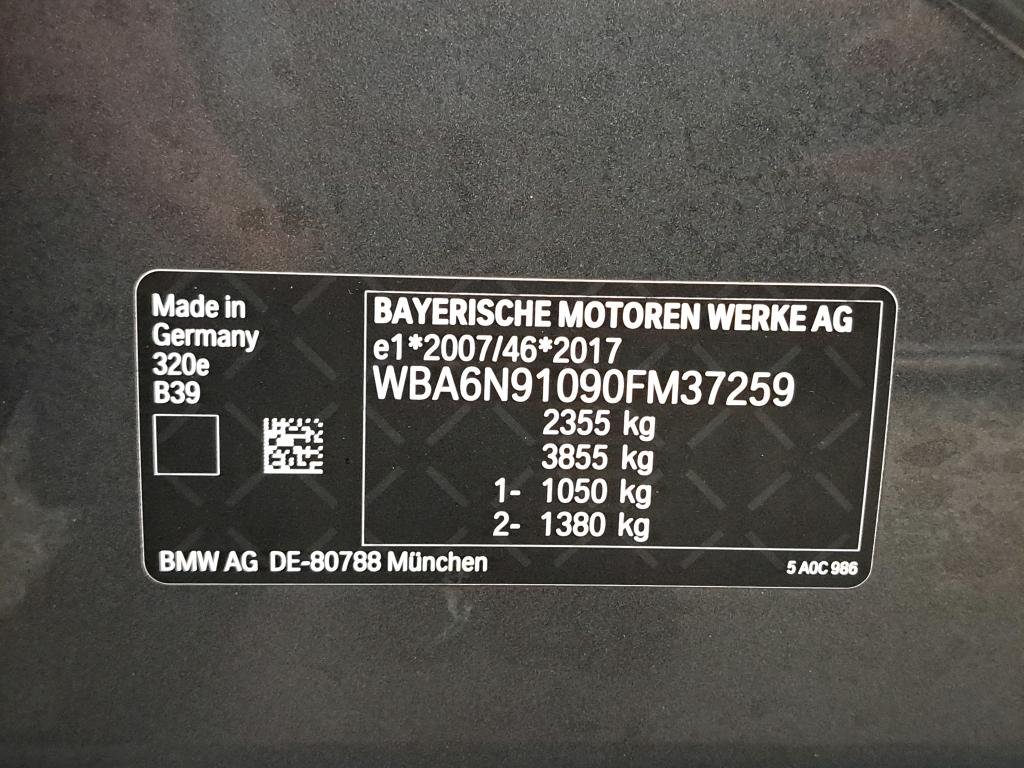 Made in
Germany
320e
B39
BAYERISCHE MOTOREN WERKE AG
e1*2007/46*2017
WBA6N91090FM37259
2355 kg
3855 kg
1- 1050 kg
2- 1380 kg
BMW AG DE-80788 München
5 A0C 986